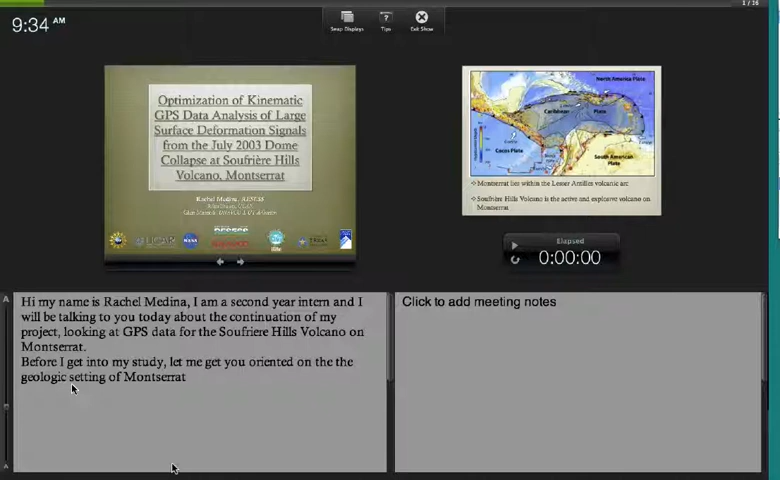 1 / 16
9:34 AM
Swap Displays
Tips
Exit Show
Optimization of Kinematic
GPS Data Analysis of Large
Surface Deformation Signals
from the July 2003 Dome
Collapse at Soufrière Hills
Volcano, Montserrat
Rachel Medina,
UCAR
NASA
North America Plate
Caribbean Plate
Cocos Plate
South American
Plate
Montserrat lies within the Lesser Antilles volcanic arc
Soufrière Hills Volcano is the active and explosive volcano on
Montserrat
Elapsed
0:00:00
Hi my name is Rachel Medina, I am a second year intern and I
will be talking to you today about the continuation of my
project, looking at GPS data for the Soufriere Hills Volcano on
Montserrat.
Before I get into my study, let me get you oriented on the the
geologic setting of Montserrat
Click to add meeting notes
A
A